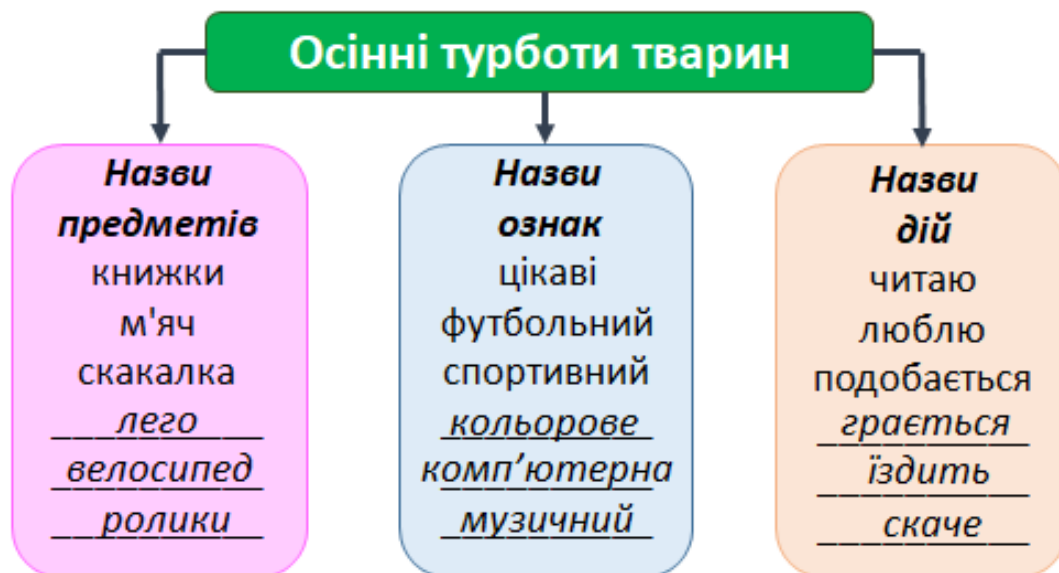 Осінні турботи тварин
Назви
предметів
книжки
м'яч
скакалка
лего
велосипед
ролики
Назви
ознак
цікаві
футбольний
спортивний
кольорове
комп’ютерна
музичний
Назви
дій
читаю
люблю
подобається
грається
їздить
скаче